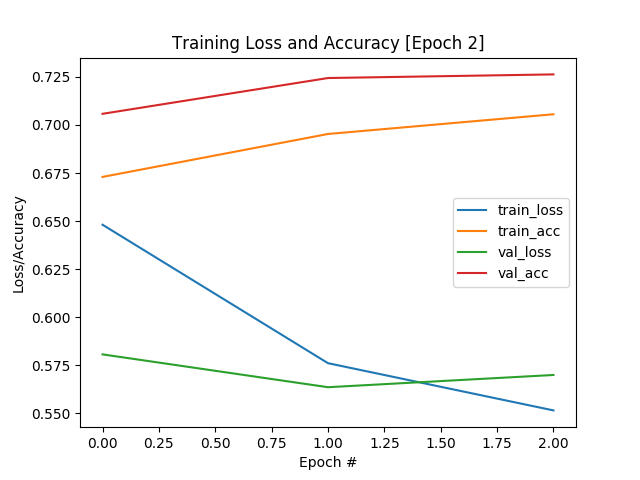 Training Loss and Accuracy [Epoch 2]
0.725
0.700
0.675
0.650
0.625
0.600
0.575
0.550
Loss/Accuracy
train_loss
train_acc
val_loss
val_acc
0.00 0.25 0.50 0.75 1.00 1.25 1.50 1.75 2.00
Epoch #